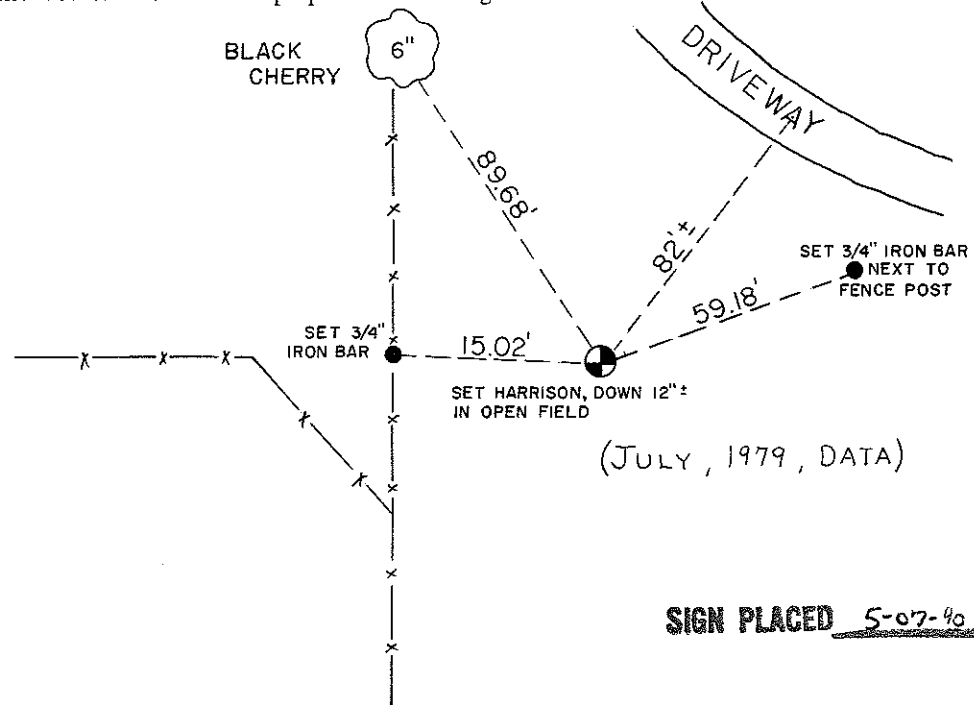 BLACK
CHERRY
6"
DRIVEWAY
89.68'
82'±
SET 3/4" IRON BAR
NEXT TO
FENCE POST
59.18'
SET 3/4"
IRON BAR
15.02'
SET HARRISON, DOWN 12"±
IN OPEN FIELD
(JULY, 1979, DATA)
SIGN PLACED 5-07-90